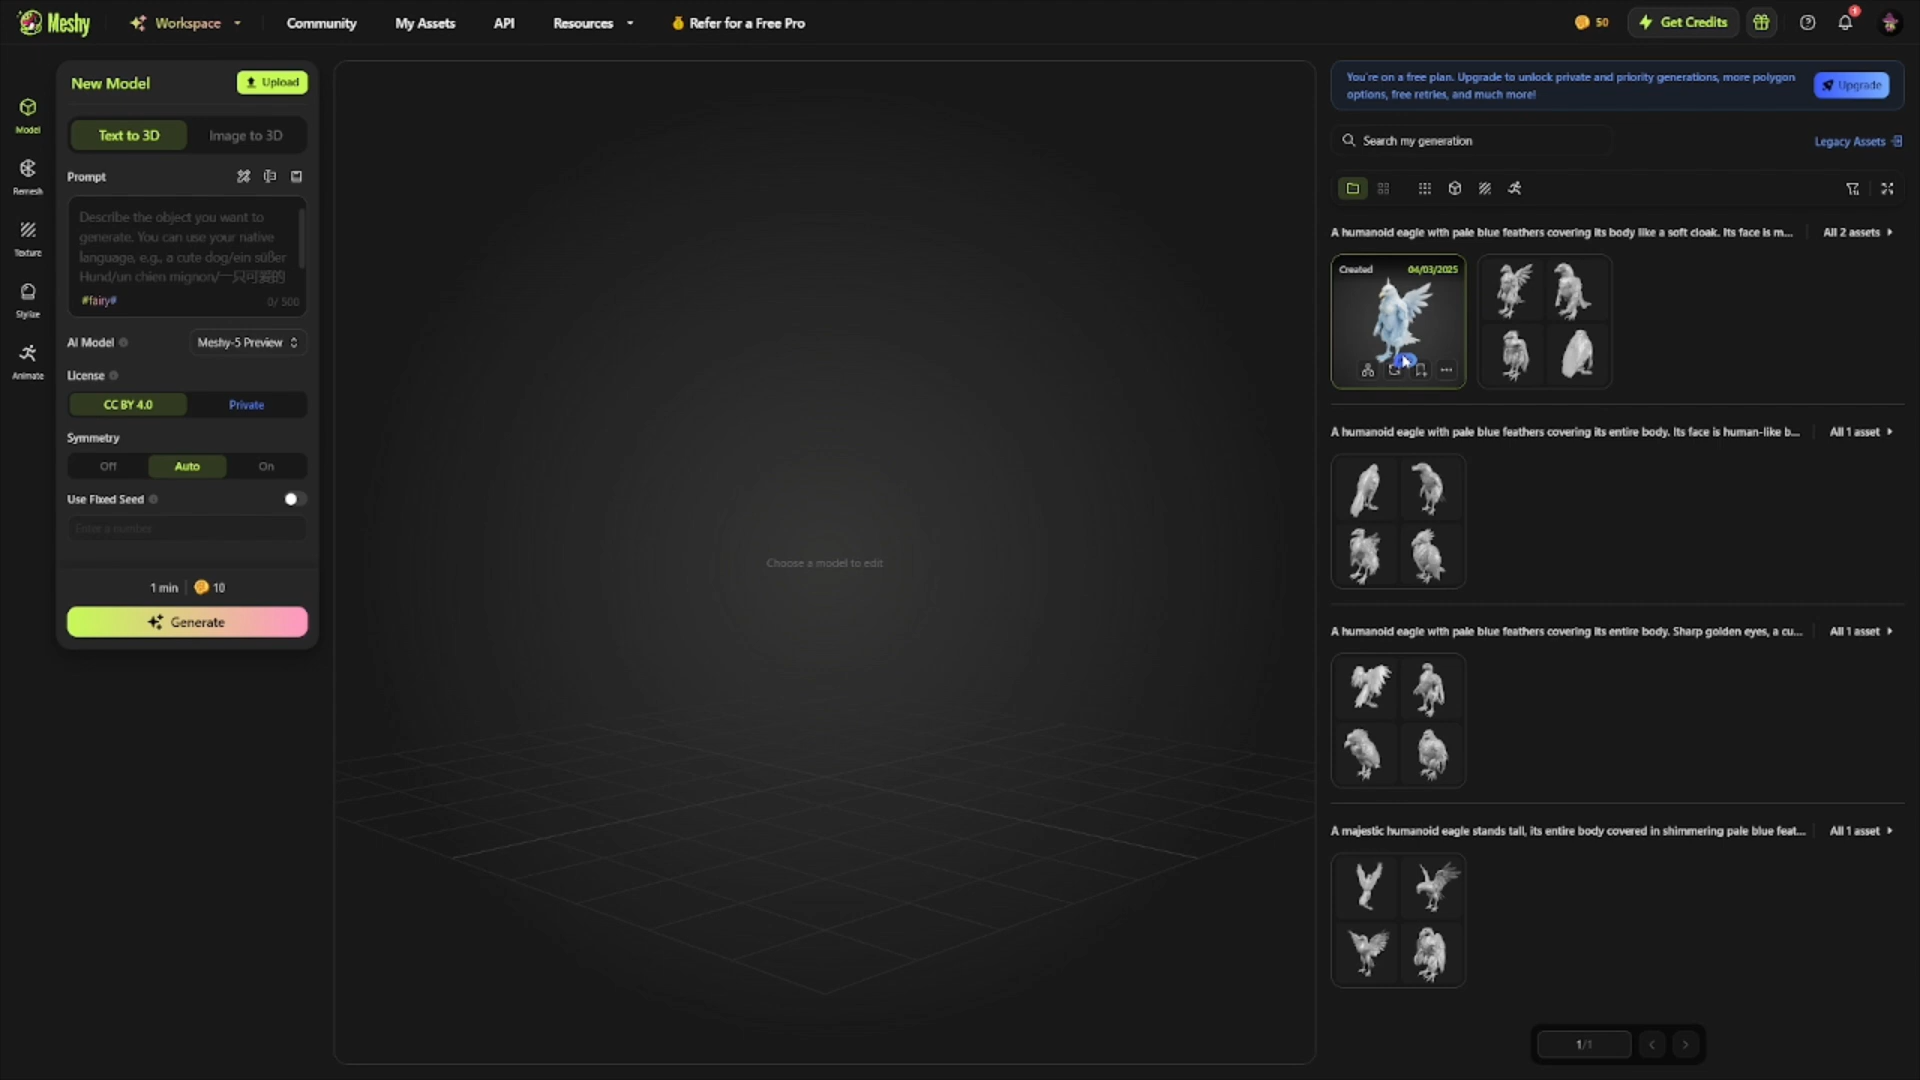 Meshy
Workspace
Community
My Assets
API
Resources
Refer for a Free Pro
50
Get Credits
1
New Model
Upload
Text to 3D
Image to 3D
Prompt
Describe the object you want to
generate. You can use your native
language, e.g., a cute dog/ein süßer
Hund/un chien mignon/一只可爱的
#fairy#
0/ 500
AI Model
Meshy-5 Preview
License
CC BY 4.0
Private
Symmetry
Off
Auto
On
Use Fixed Seed
Enter a number
1 min
10
Generate
Model
Remesh
Texture
Stylize
Animate
Choose a model to edit
You're on a free plan. Upgrade to unlock private and priority generations, more polygon
options, free retries, and much more!
Upgrade
Search my generation
Legacy Assets
A humanoid eagle with pale blue feathers covering its body like a soft cloak. Its face is m...
All 2 assets
Created
04/03/2025
A humanoid eagle with pale blue feathers covering its entire body. Its face is human-like b...
All 1 asset
A humanoid eagle with pale blue feathers covering its entire body. Sharp golden eyes, a cu...
All 1 asset
A majestic humanoid eagle stands tall, its entire body covered in shimmering pale blue feat...
All 1 asset
1/1